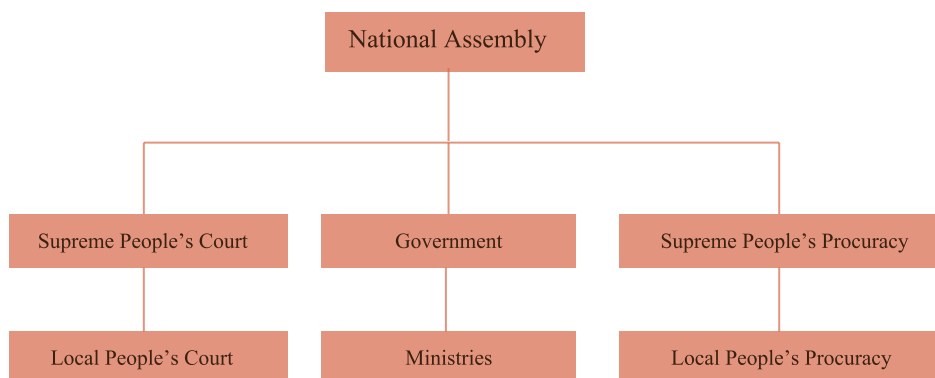 National Assembly
Supreme People’s Court
Government
Supreme People’s Procuracy
Local People’s Court
Ministries
Local People’s Procuracy